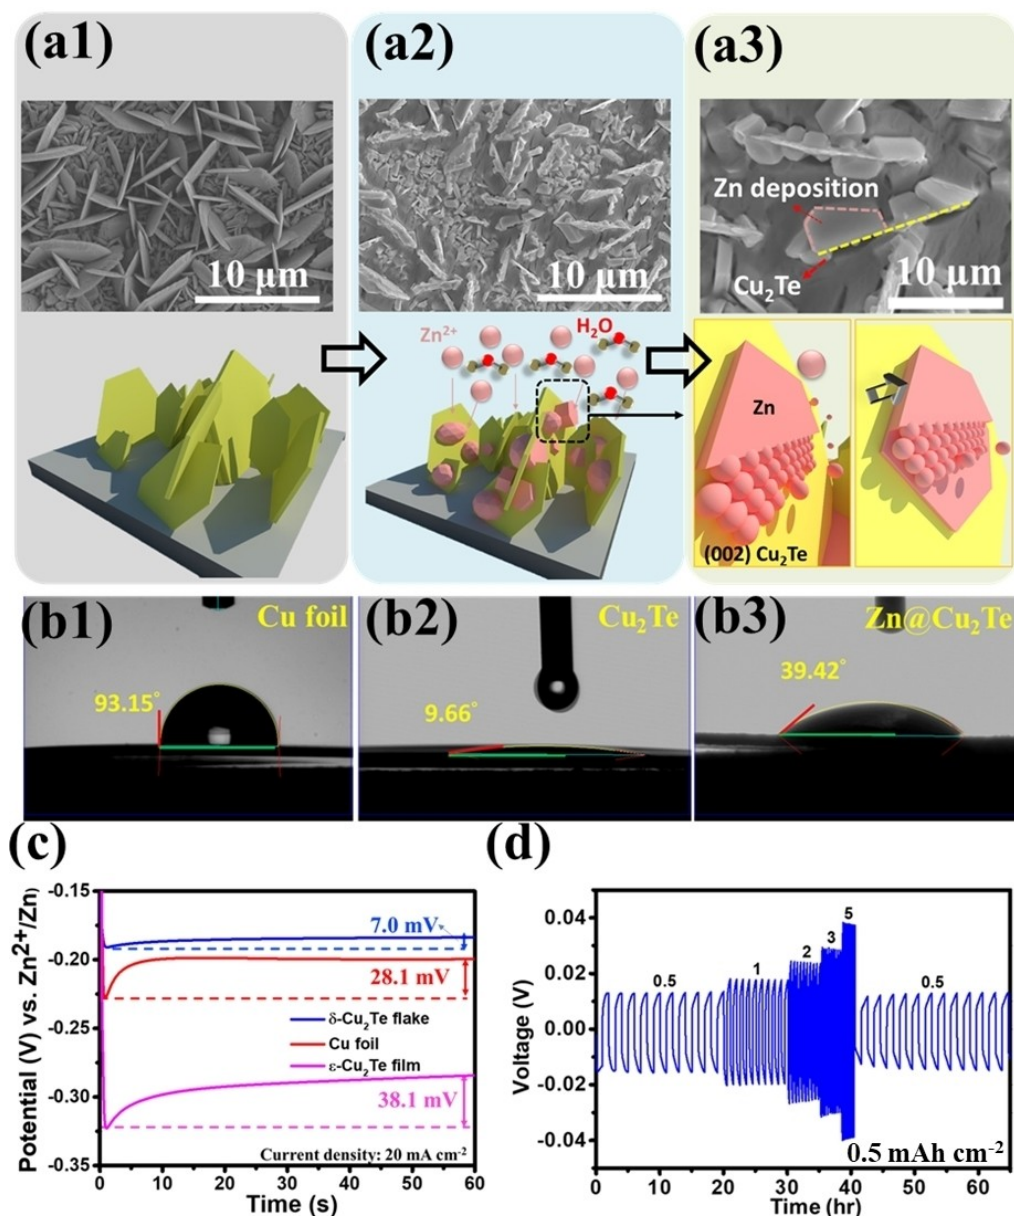 (a1)
(a2)
(a3)
10 µm
10 µm
Zn deposition
Cu₂Te
10 µm
Zn²⁺
H₂O
Zn
(002) Cu₂Te
(b1)
Cu foil
93.15°
(b2)
Cu₂Te
9.66°
(b3)
Zn@Cu₂Te
39.42°
(c)
Potential (V) vs. Zn²⁺/Zn)
-0.15
-0.20
-0.25
-0.30
-0.35
7.0 mV
28.1 mV
δ-Cu₂Te flake
Cu foil
ε-Cu₂Te film
38.1 mV
Current density: 20 mA cm⁻²
0 10 20 30 40 50 60
Time (s)
(d)
Voltage (V)
0.04
0.02
0.00
-0.02
-0.04
0.5
1
2
3
5
0.5
0.5 mAh cm⁻²
0 10 20 30 40 50 60
Time (hr)